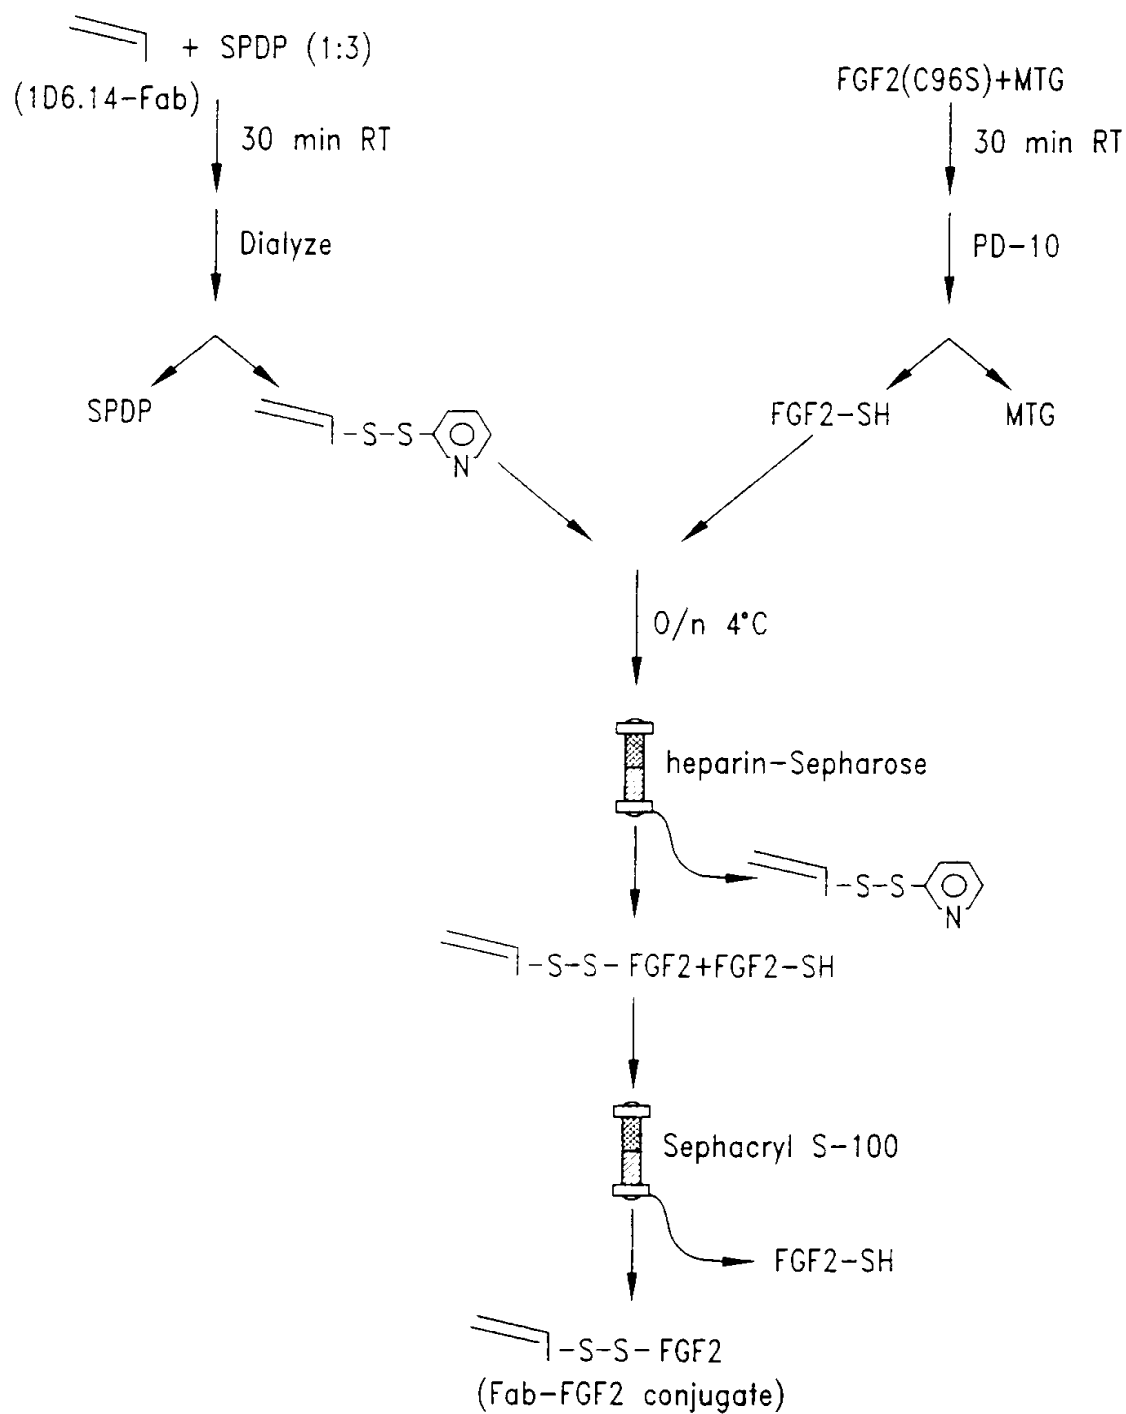 + SPDP (1:3)
(1D6.14-Fab)
30 min RT
Dialyze
SPDP
-S-S-
N
FGF2(C96S)+MTG
30 min RT
PD-10
FGF2-SH
MTG
O/n 4°C
heparin-Sepharose
-S-S-
N
-S-S- FGF2+FGF2-SH
Sephacryl S-100
FGF2-SH
-S-S- FGF2
(Fab-FGF2 conjugate)